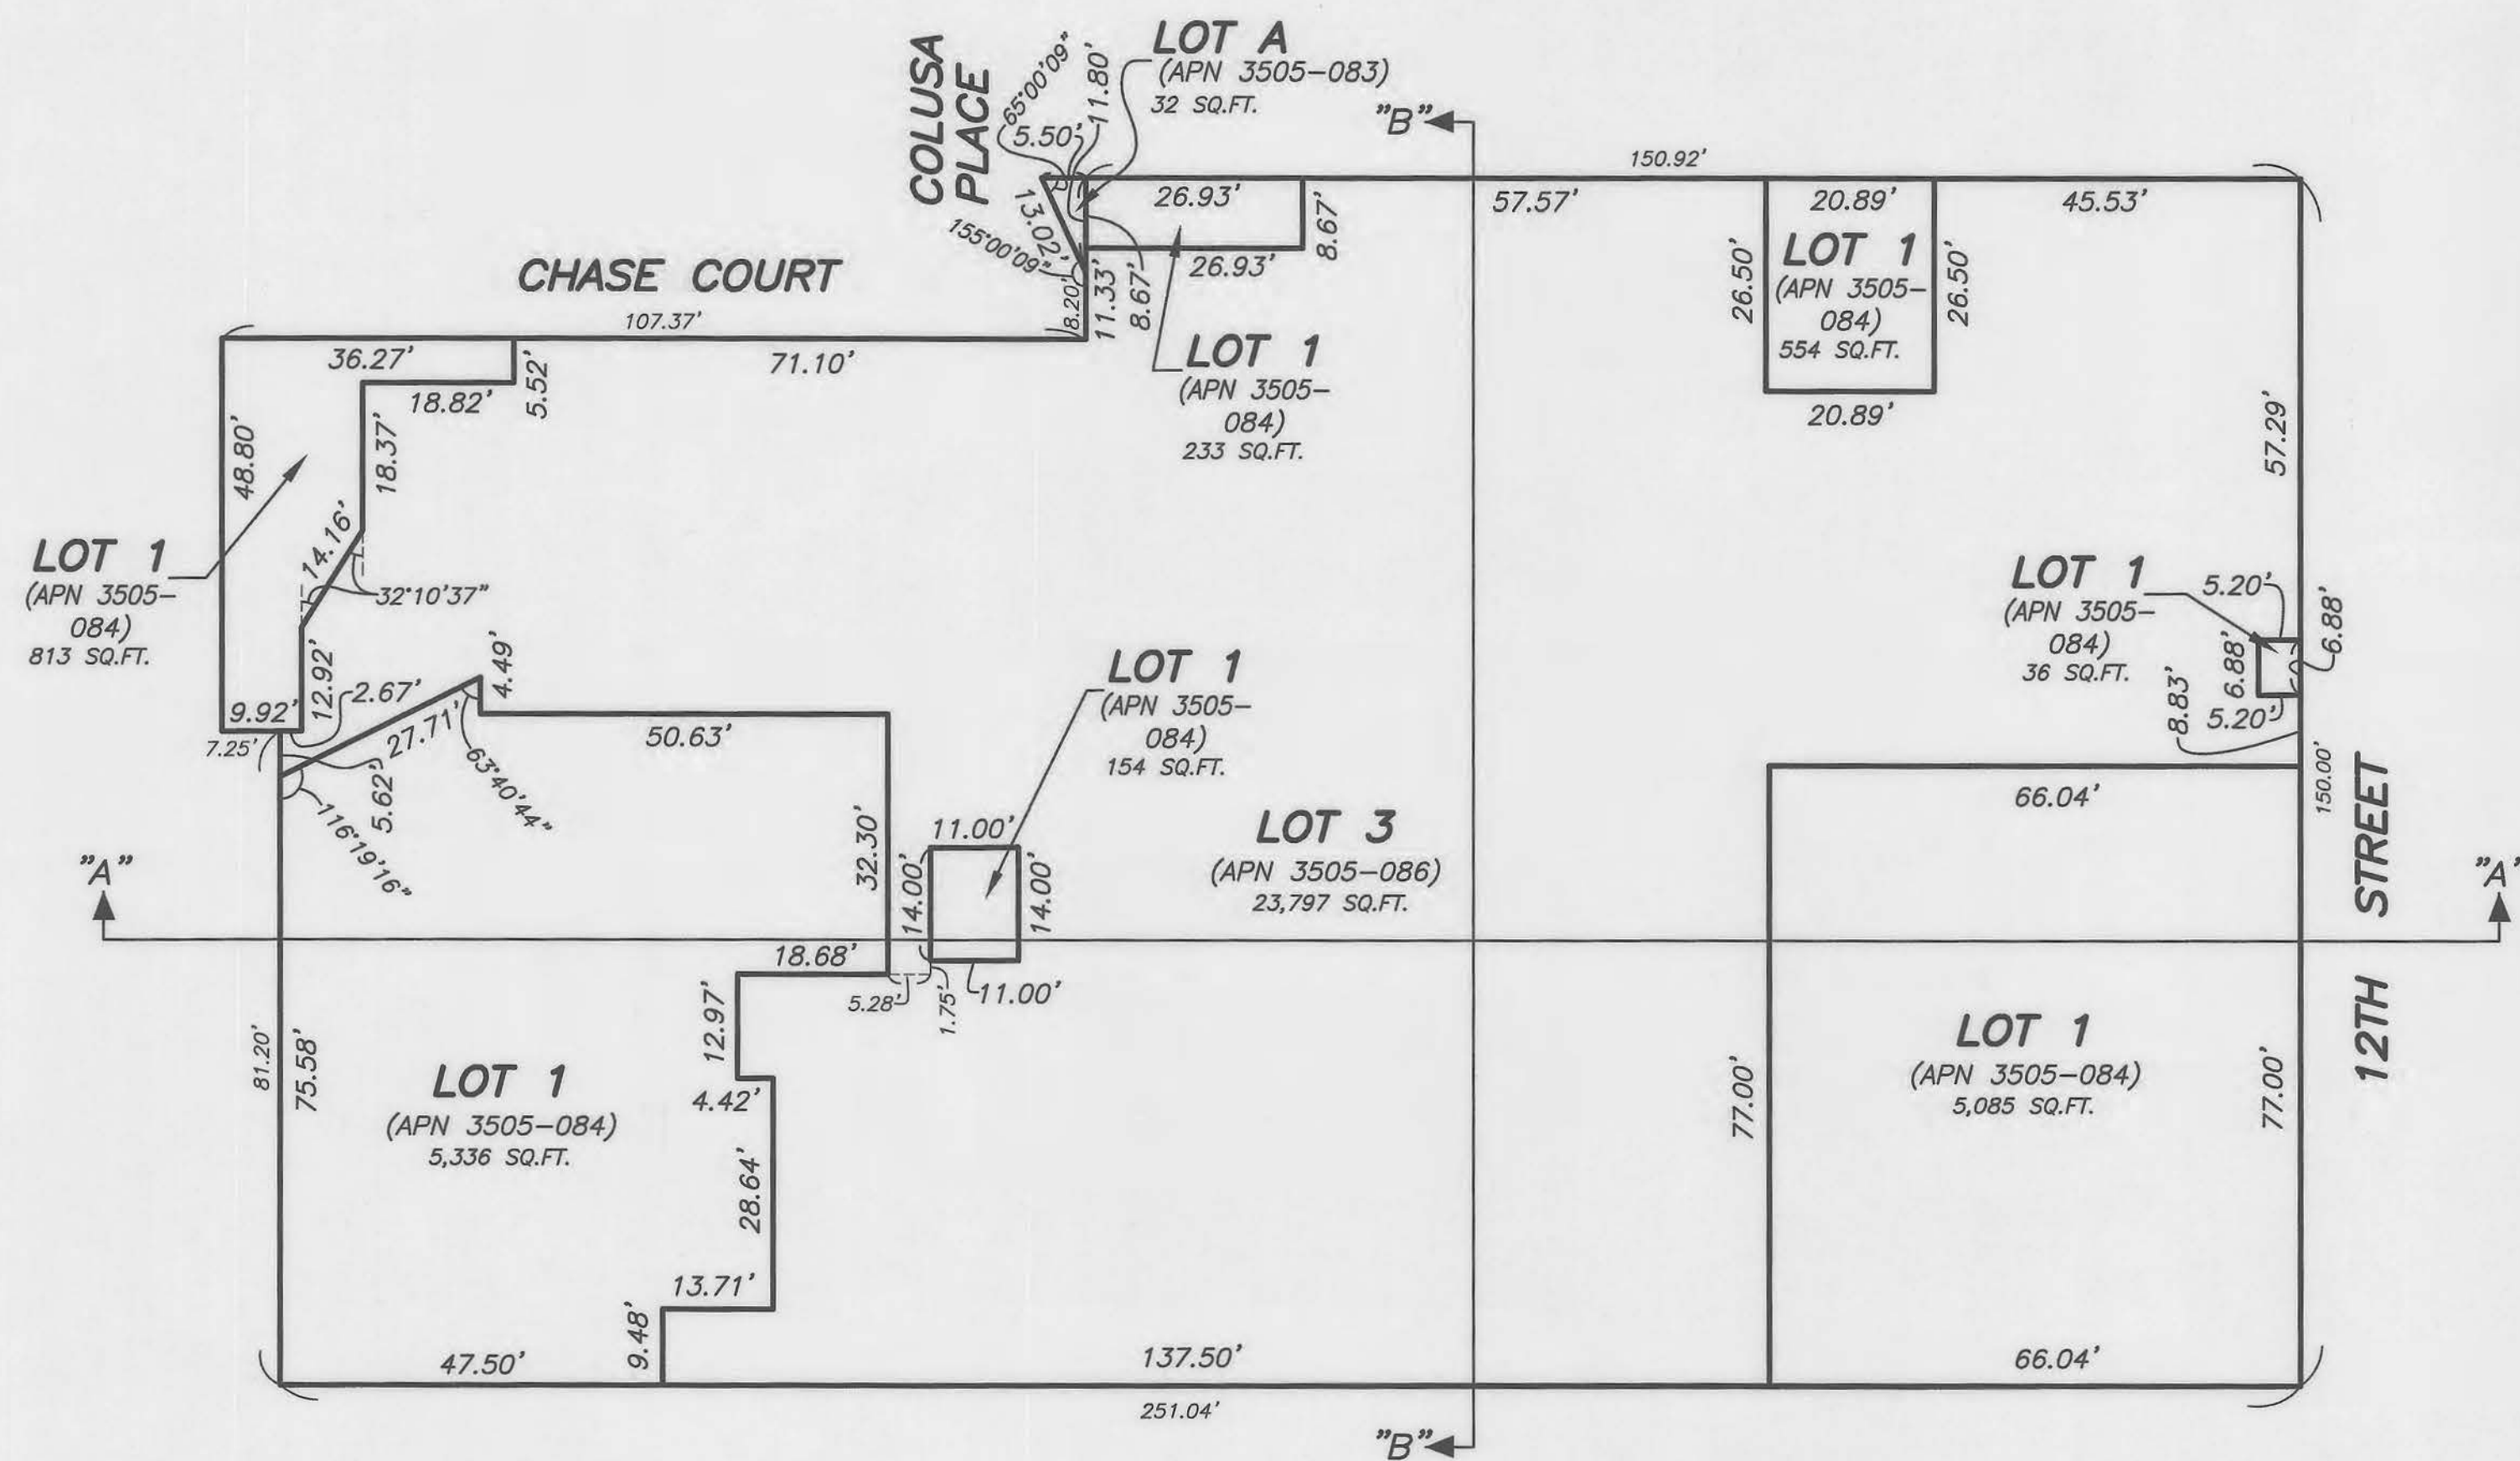 COLUSA
PLACE
65°00'09"
5.50'
11.80'
LOT A
(APN 3505-083)
32 SQ.FT.
"B"
150.92'
13.02'
155°00'09"
26.93'
8.67'
26.93'
8.20'
11.33'
8.67'
57.57'
20.89'
45.53'
26.50'
LOT 1
(APN 3505-
084)
554 SQ.FT.
26.50'
20.89'
CHASE COURT
107.37'
36.27'
71.10'
18.82'
5.52'
LOT 1
(APN 3505-
084)
233 SQ.FT.
48.80'
18.37'
57.29'
14.16'
32°10'37"
LOT 1
(APN 3505-
084)
813 SQ.FT.
12.92'
9.92'
2.67'
7.25'
27.71'
4.49'
63°40'44"
5.62'
116°19'16"
50.63'
32.30'
LOT 1
(APN 3505-
084)
154 SQ.FT.
LOT 1
(APN 3505-
084)
36 SQ.FT.
5.20'
6.88'
6.88'
5.20'
8.83'
150.00'
66.04'
11.00'
14.00'
14.00'
11.00'
LOT 3
(APN 3505-086)
23,797 SQ.FT.
"A"
"A"
12TH STREET
18.68'
5.28'
1.75'
12.97'
4.42'
28.64'
13.71'
9.48'
81.20'
75.58'
LOT 1
(APN 3505-084)
5,336 SQ.FT.
77.00'
LOT 1
(APN 3505-084)
5,085 SQ.FT.
77.00'
47.50'
137.50'
66.04'
251.04'
"B"